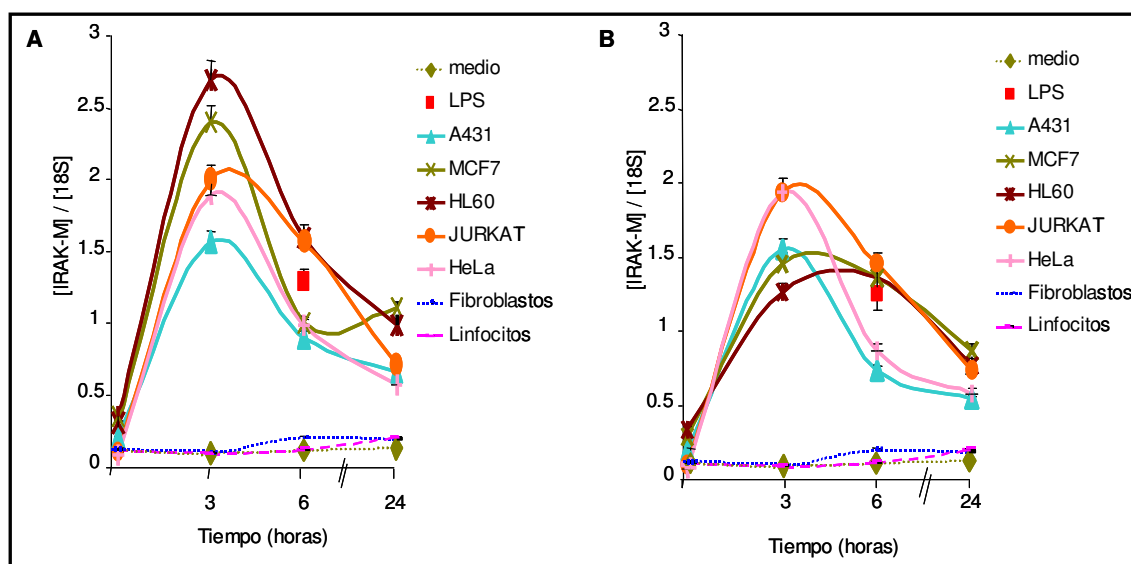 A
[IRAK-M] / [18S]
3
2.5
2
1.5
1
0.5
0
3
6
24
Tiempo (horas)
medio
LPS
A431
MCF7
HL60
JURKAT
HeLa
Fibroblastos
Linfocitos
B
[IRAK-M] / [18S]
3
2.5
2
1.5
1
0.5
0
3
6
24
Tiempo (horas)
medio
LPS
A431
MCF7
HL60
JURKAT
HeLa
Fibroblastos
Linfocitos